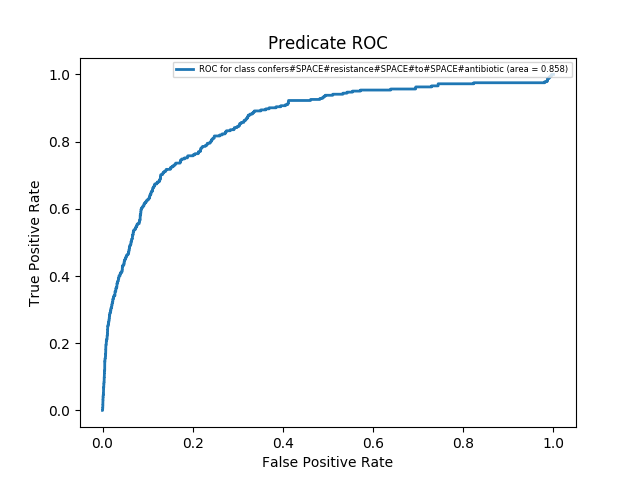 Predicate ROC
ROC for class confers#SPACE#resistance#SPACE#to#SPACE#antibiotic (area = 0.858)
1.0
0.8
0.6
0.4
0.2
0.0
True Positive Rate
0.0 0.2 0.4 0.6 0.8 1.0
False Positive Rate